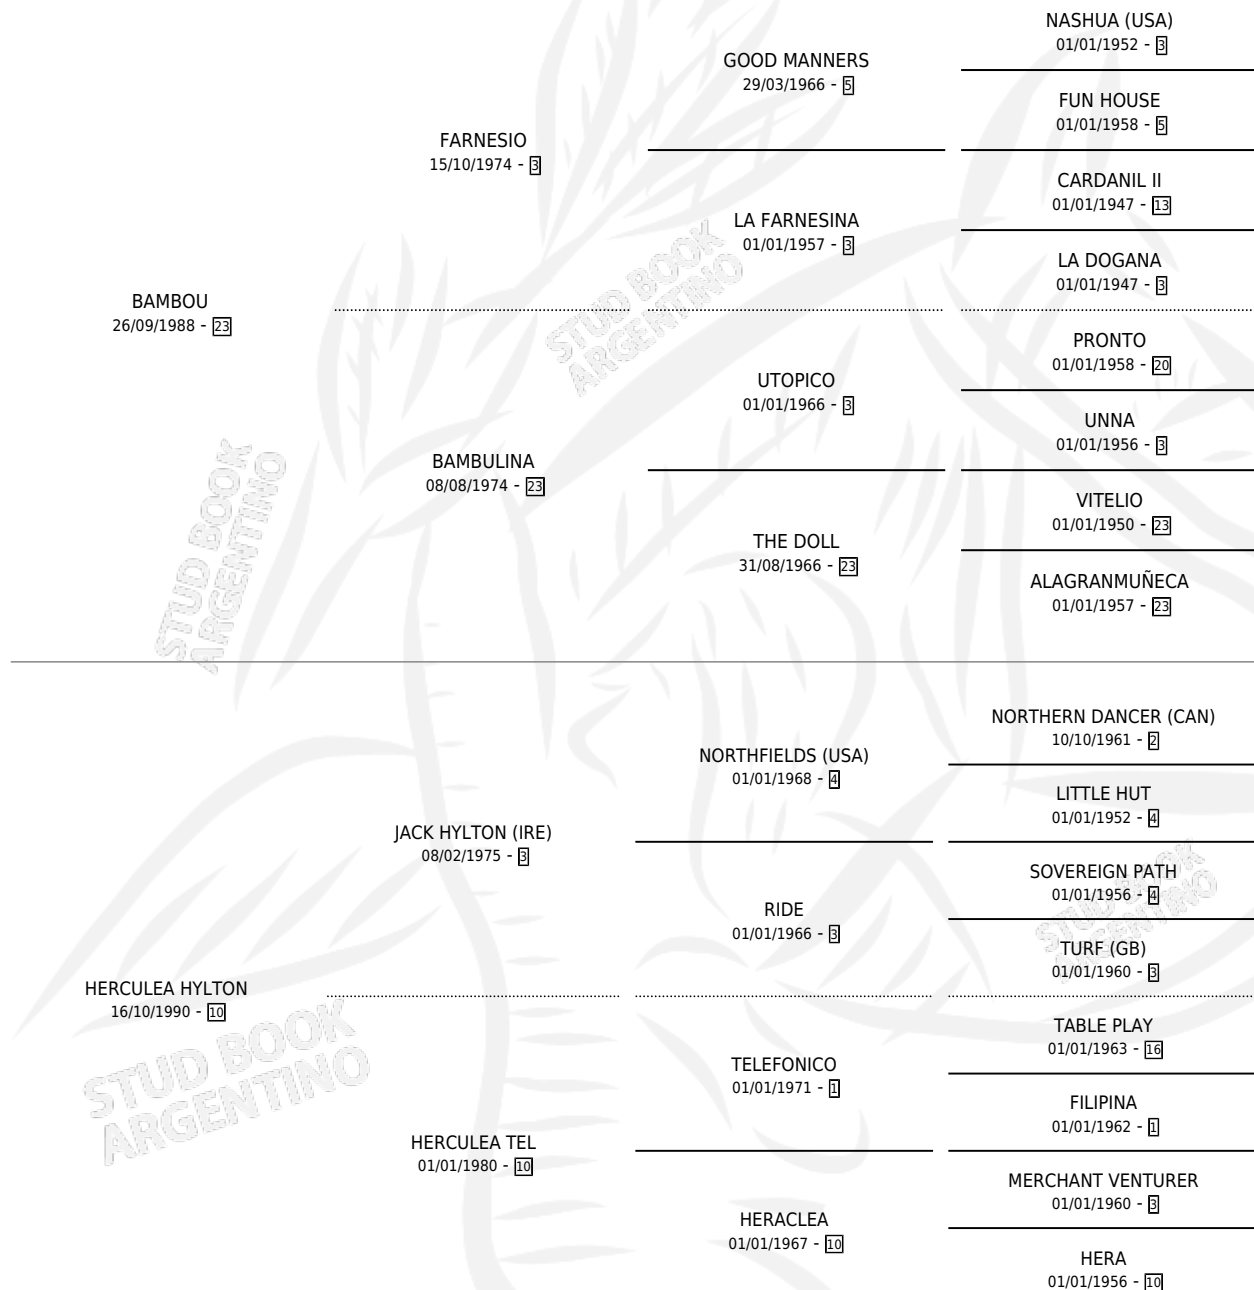 NASHUA (USA)
01/01/1952 - 3
GOOD MANNERS
29/03/1966 - 5
FUN HOUSE
01/01/1958 - 5
FARNESIO
15/10/1974 - 3
CARDANIL II
01/01/1947 - 13
LA FARNESINA
01/01/1957 - 3
LA DOGANA
01/01/1947 - 3
BAMBOU
26/09/1988 - 23
PRONTO
01/01/1958 - 20
UTOPICO
01/01/1966 - 3
UNNA
01/01/1956 - 3
BAMBULINA
08/08/1974 - 23
VITELIO
01/01/1950 - 23
THE DOLL
31/08/1966 - 23
ALAGRANMUÑECA
01/01/1957 - 23
STUD BOOK
ARGENTINO
STUD BOOK
ARGENTINO
NORTHERN DANCER (CAN)
10/10/1961 - 2
NORTHFIELDS (USA)
01/01/1968 - 4
LITTLE HUT
01/01/1952 - 4
JACK HYLTON (IRE)
08/02/1975 - 3
SOVEREIGN PATH
01/01/1956 - 4
RIDE
01/01/1966 - 3
TURF (GB)
01/01/1960 - 3
HERCULEA HYLTON
16/10/1990 - 10
TABLE PLAY
01/01/1963 - 16
TELEFONICO
01/01/1971 - 1
FILIPINA
01/01/1962 - 1
HERCULEA TEL
01/01/1980 - 10
MERCHANT VENTURER
01/01/1960 - 3
HERACLEA
01/01/1967 - 10
HERA
01/01/1956 - 10
STUD BOOK
ARGENTINO
STUD BOOK
ARGENTINO